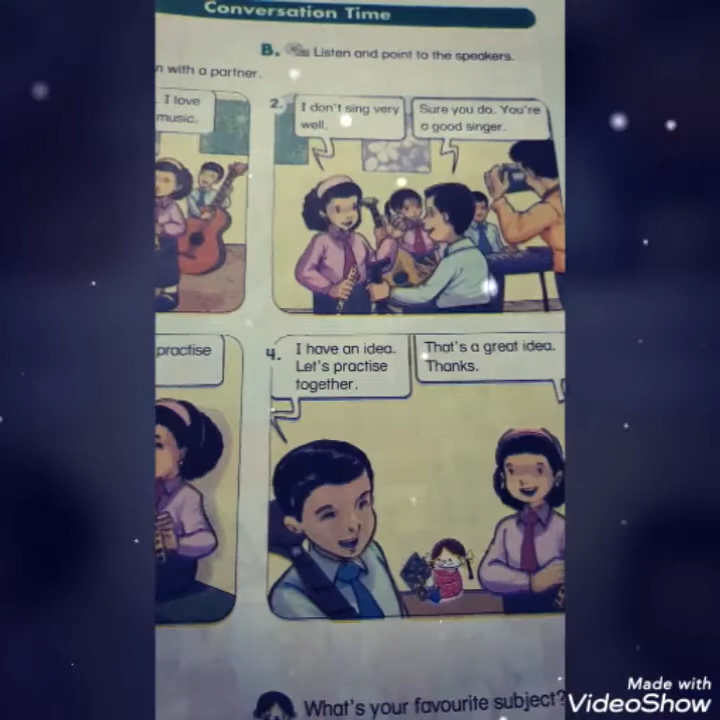 Conversation Time
B. Listen and point to the speakers.
n with a partner.
I love
music.
2. I don't sing very
well.
Sure you do. You're
a good singer.
practise
4. I have an idea.
Let's practise
together.
That's a great idea.
Thanks.
What's your favourite subject?
Made with
VideoShow